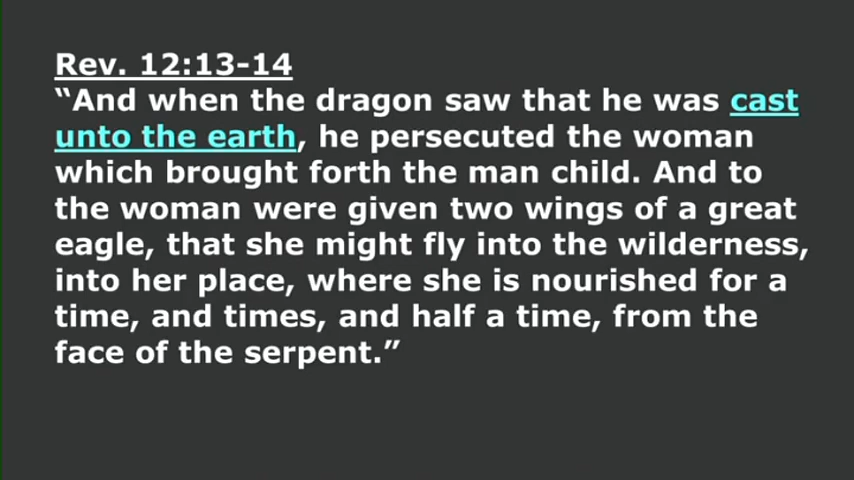 Rev. 12:13-14
“And when the dragon saw that he was cast
unto the earth, he persecuted the woman
which brought forth the man child. And to
the woman were given two wings of a great
eagle, that she might fly into the wilderness,
into her place, where she is nourished for a
time, and times, and half a time, from the
face of the serpent.”